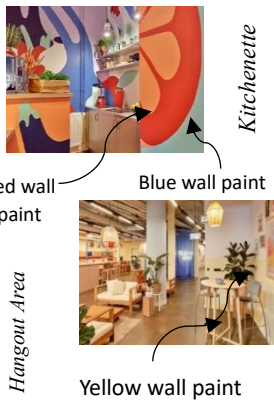 Kitchenette
ed wall
paint
Blue wall paint
Hangout Area
Yellow wall paint